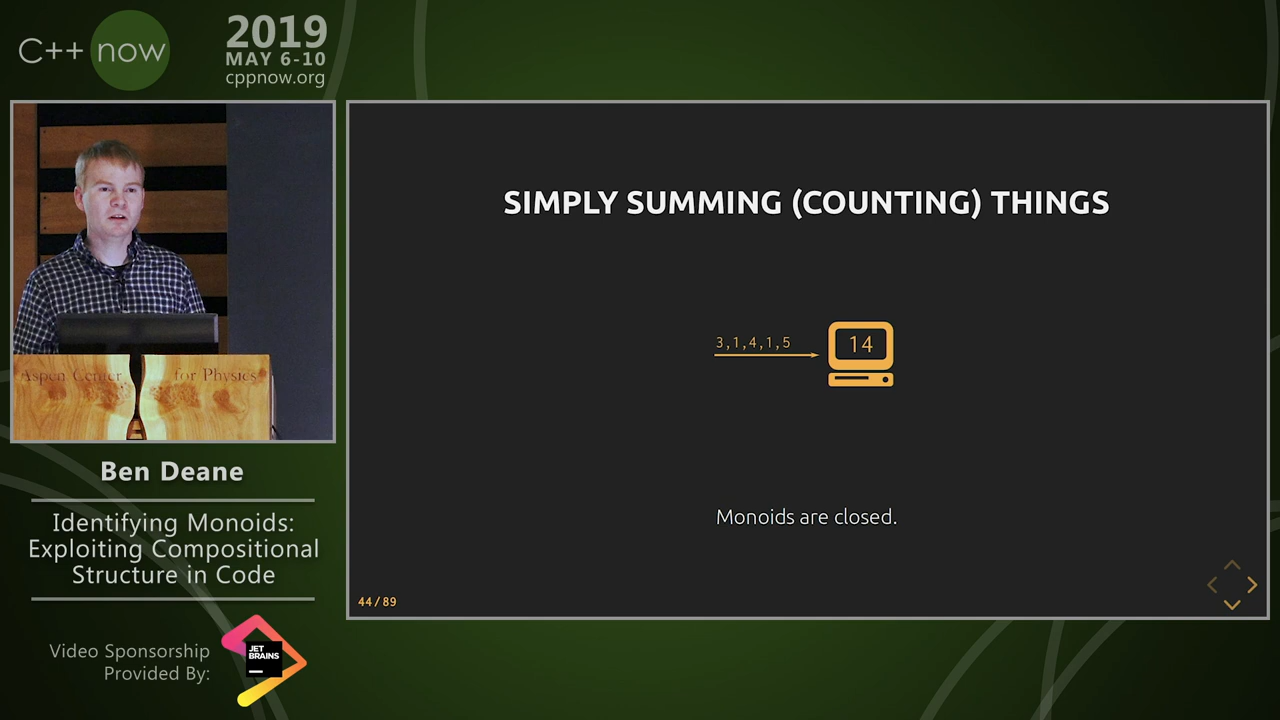 C++ now
2019
MAY 6-10
cppnow.org
Aspen Center for Physics
Ben Deane
Identifying Monoids:
Exploiting Compositional
Structure in Code
Video Sponsorship
Provided By:
JET
BRAINS
SIMPLY SUMMING (COUNTING) THINGS
3,1,4,1,5
14
Monoids are closed.
44/89